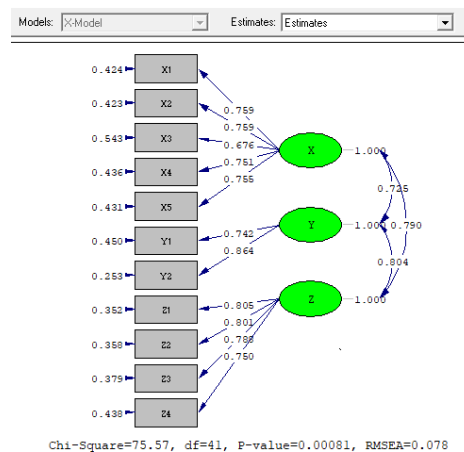 Models: X-Model Estimates: Estimates
0.424 X1
0.423 X2
0.543 X3
0.436 X4
0.431 X5
0.450 Y1
0.253 Y2
0.352 Z1
0.358 Z2
0.379 Z3
0.438 Z4
0.759
0.759
0.676
0.751
0.755
0.742
0.864
0.805
0.801
0.788
0.750
X 1.000
Y 1.000
Z 1.000
0.725
0.790
0.804
Chi-Square=75.57, df=41, P-value=0.00081, RMSEA=0.078